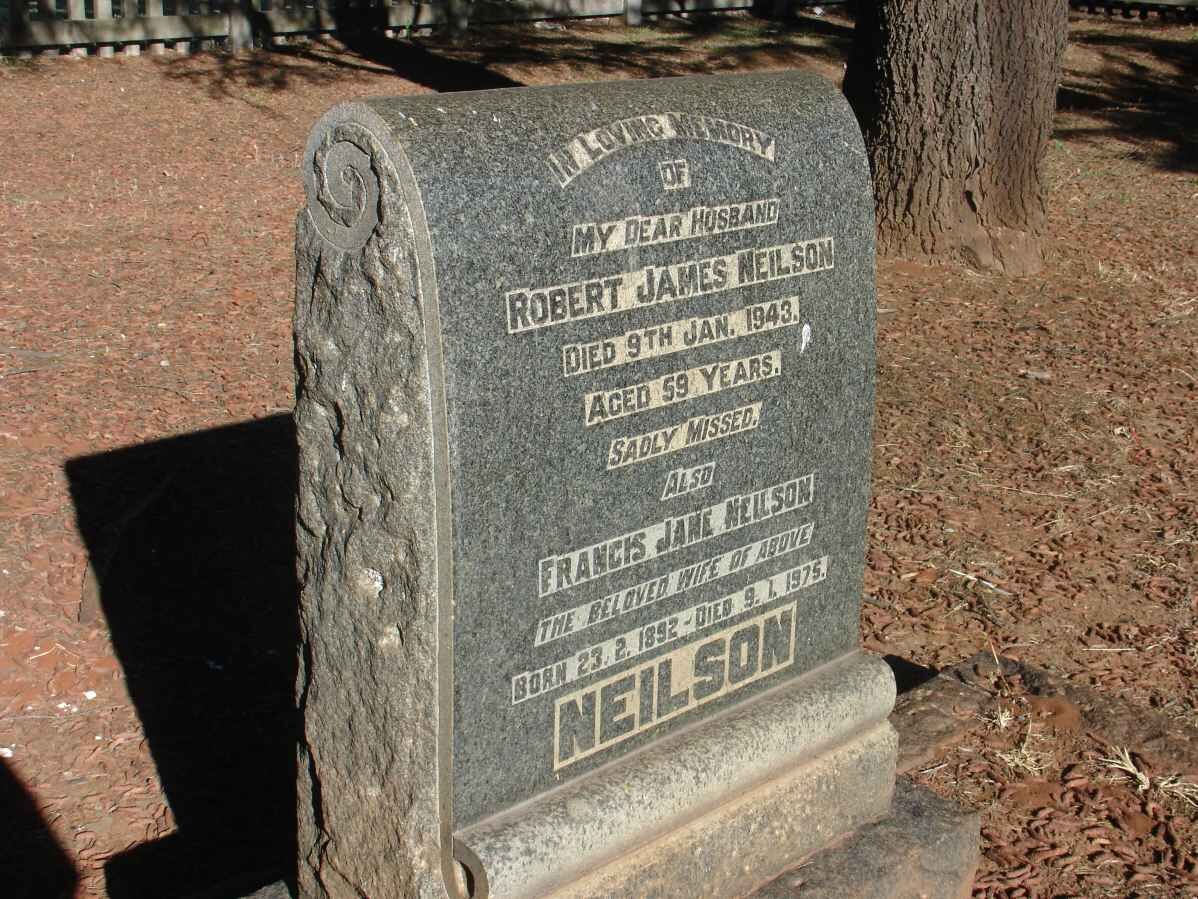 IN LOVING MEMORY
OF
MY DEAR HUSBAND
ROBERT JAMES NEILSON
DIED 9TH JAN. 1943.
AGED 59 YEARS.
SADLY MISSED.
ALSO
FRANCIS JANE NEILSON
THE BELOVED WIFE OF ABOVE
BORN 23. 2. 1892 - DIED 9. 1. 1975.
NEILSON